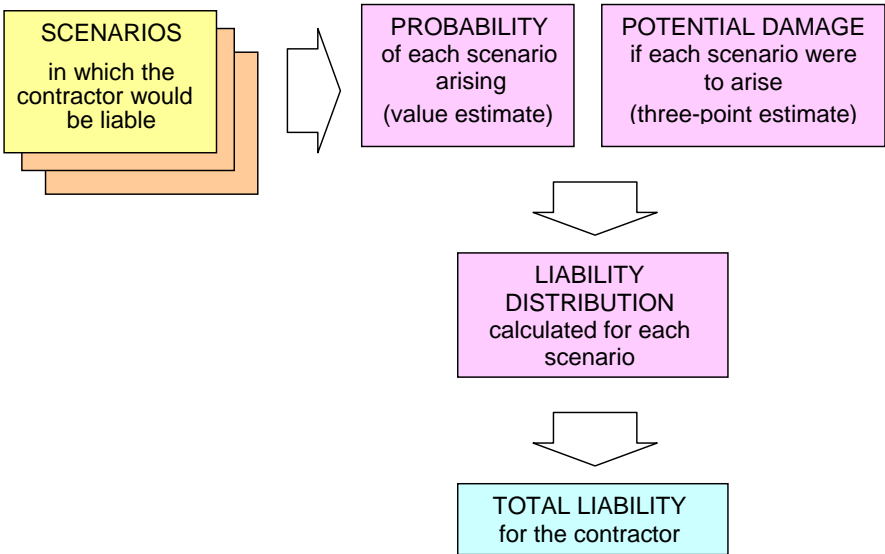 SCENARIOS
in which the
contractor would
be liable
PROBABILITY
of each scenario
arising
(value estimate)
POTENTIAL DAMAGE
if each scenario were
to arise
(three-point estimate)
LIABILITY
DISTRIBUTION
calculated for each
scenario
TOTAL LIABILITY
for the contractor